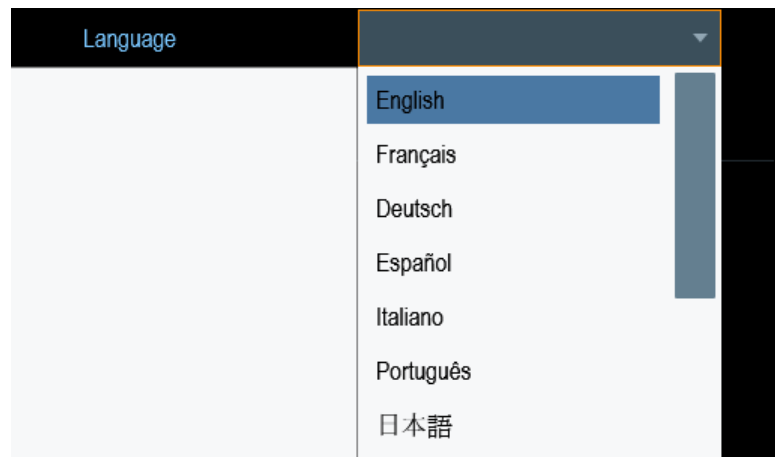 Language
English
Français
Deutsch
Español
Italiano
Português
日本語